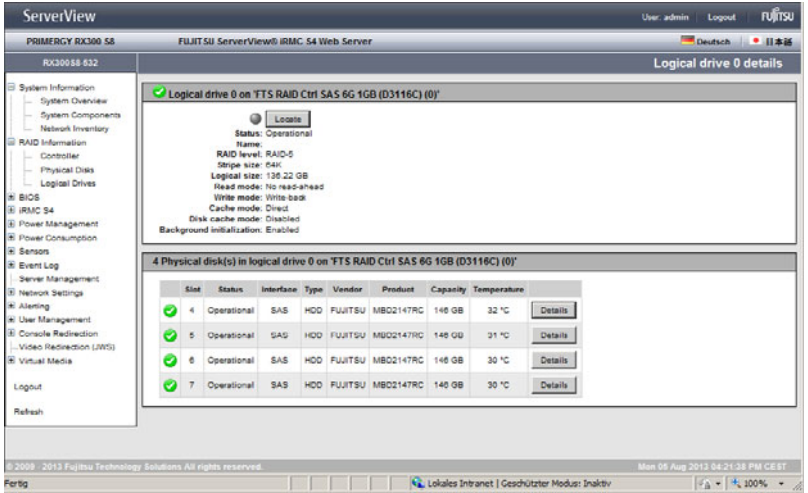 ServerView
User: admin Logout FUJITSU
PRIMERGY RX300 S8 FUJITSU ServerView® iRMC S4 Web Server Deutsch 日本語
RX300S8-632 Logical drive 0 details
System Information
System Overview
System Components
Network Inventory
RAID Information
Controller
Physical Disks
Logical Drives
BIOS
iRMC S4
Power Management
Power Consumption
Sensors
Event Log
Server Management
Network Settings
Alerting
User Management
Console Redirection
Video Redirection (JWS)
Virtual Media
Logout
Refresh
Logical drive 0 on 'FTS RAID Ctrl SAS 6G 1GB (D3116C) (0)'
Locate
Status: Operational
Name:
RAID level: RAID-5
Stripe size: 64K
Logical size: 136.22 GB
Read mode: No read-ahead
Write mode: Write-back
Cache mode: Direct
Disk cache mode: Disabled
Background initialization: Enabled
4 Physical disk(s) in logical drive 0 on 'FTS RAID Ctrl SAS 6G 1GB (D3116C) (0)'
Slot Status Interface Type Vendor Product Capacity Temperature
4 Operational SAS HDD FUJITSU MBD2147RC 146 GB 32 °C Details
5 Operational SAS HDD FUJITSU MBD2147RC 146 GB 31 °C Details
6 Operational SAS HDD FUJITSU MBD2147RC 146 GB 30 °C Details
7 Operational SAS HDD FUJITSU MBD2147RC 146 GB 30 °C Details
© 2009 - 2013 Fujitsu Technology Solutions All rights reserved. Mon 05 Aug 2013 04:21:38 PM CEST
Fertig Lokales Intranet | Geschützter Modus: Inaktiv 100%